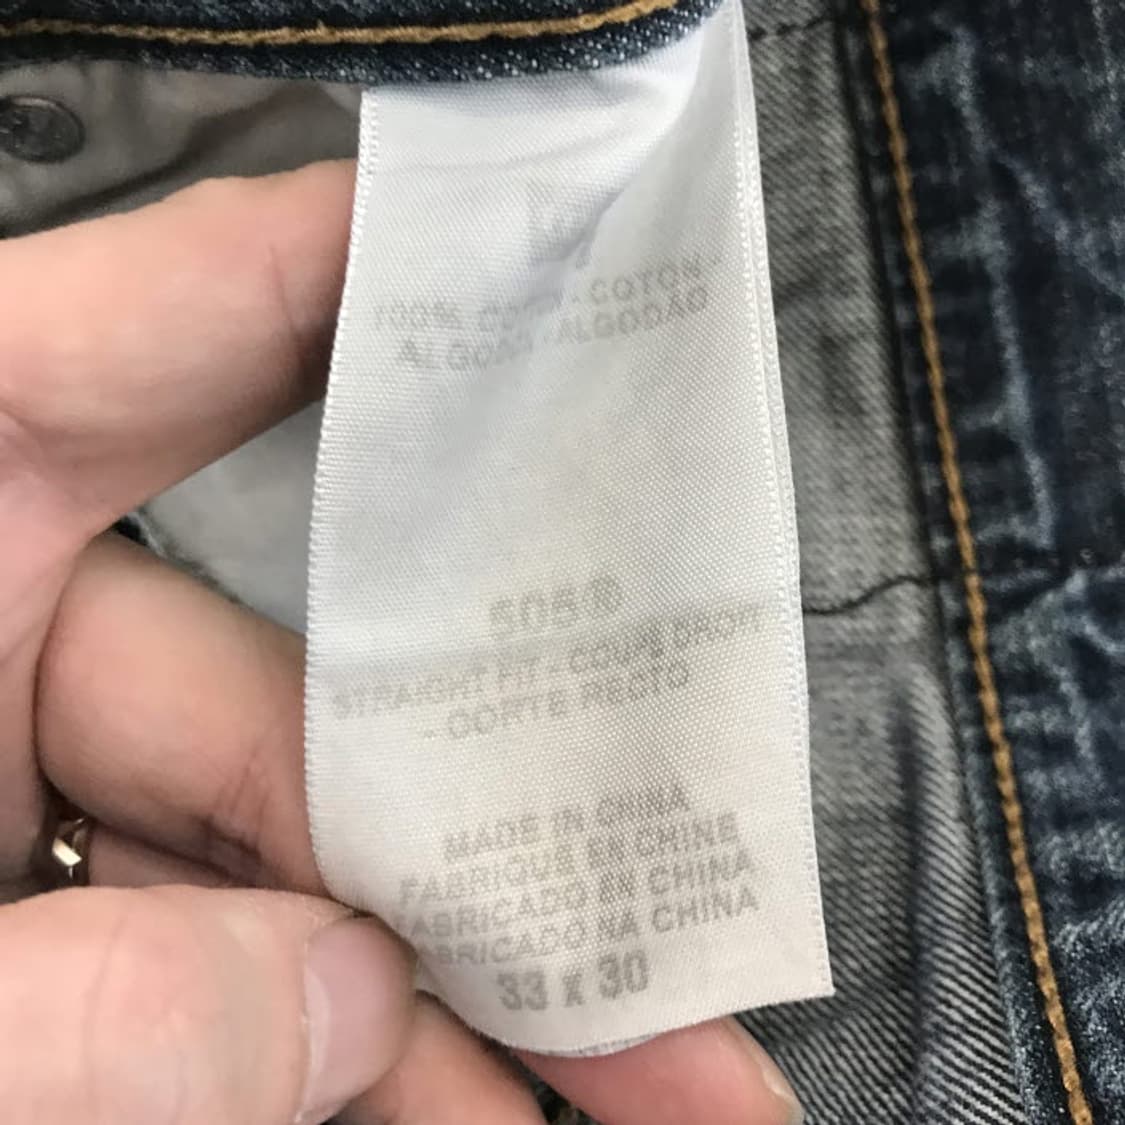 100% COTTON - COTON -
ALGODÓN - ALGODÃO
505®
STRAIGHT FIT - COUPE DROIT
- CORTE RECTO
MADE IN CHINA
FABRIQUÉ EN CHINE
FABRICADO EN CHINA
FABRICADO NA CHINA
33 x 30